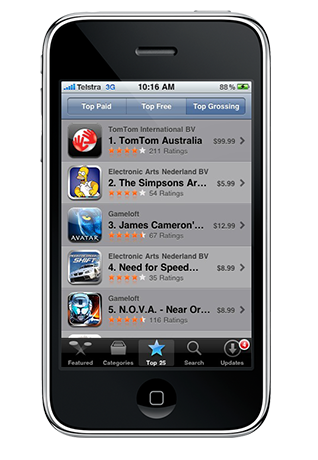 Telstra 3G 10:16 AM 88%
Top Paid Top Free Top Grossing
TomTom International BV
1. TomTom Australia $99.99
211 Ratings
Electronic Arts Nederland BV
2. The Simpsons Ar... $5.99
54 Ratings
Gameloft
3. James Cameron'... $12.99
67 Ratings
AVATAR
Electronic Arts Nederland BV
4. Need for Speed... $8.99
35 Ratings
SHIFT
Gameloft
5. N.O.V.A. - Near Or... $8.99
116 Ratings
Featured Categories Top 25 Search Updates
4